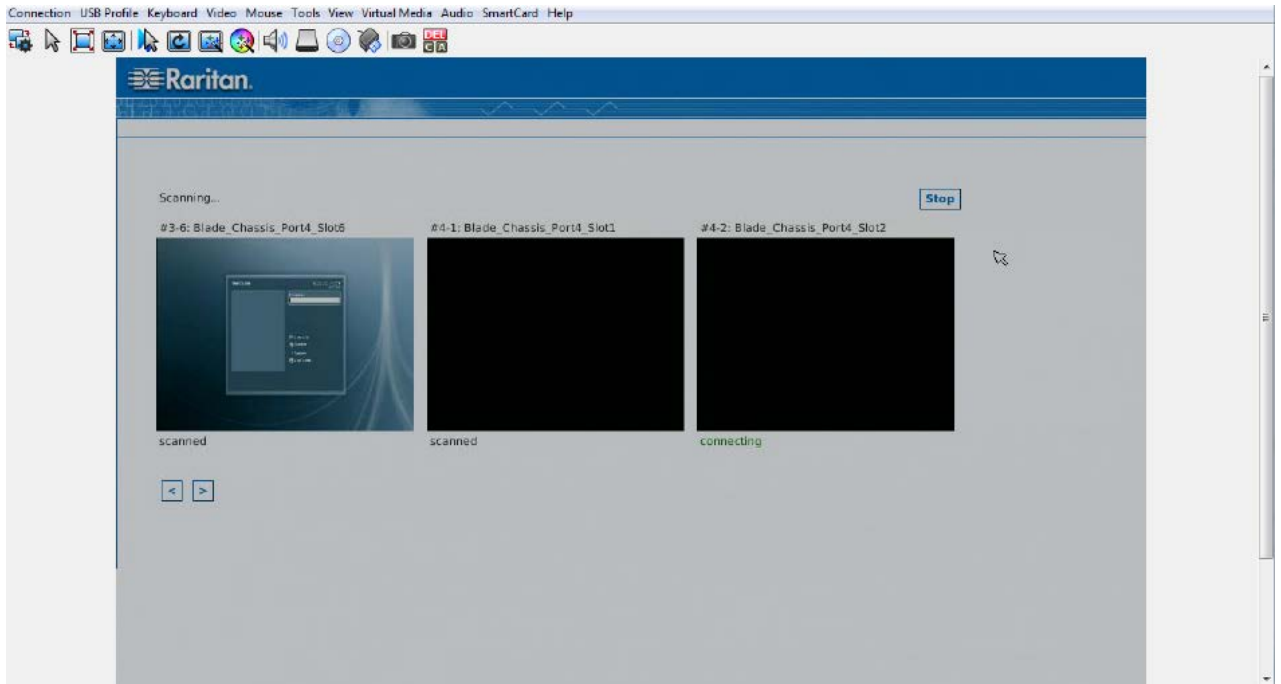 Connection USB Profile Keyboard Video Mouse Tools View Virtual Media Audio SmartCard Help
DEL
C A
Raritan.
Scanning...
Stop
#3-6: Blade_Chassis_Port4_Slot6
#4-1: Blade_Chassis_Port4_Slot1
#4-2: Blade_Chassis_Port4_Slot2
scanned
scanned
connecting
< >